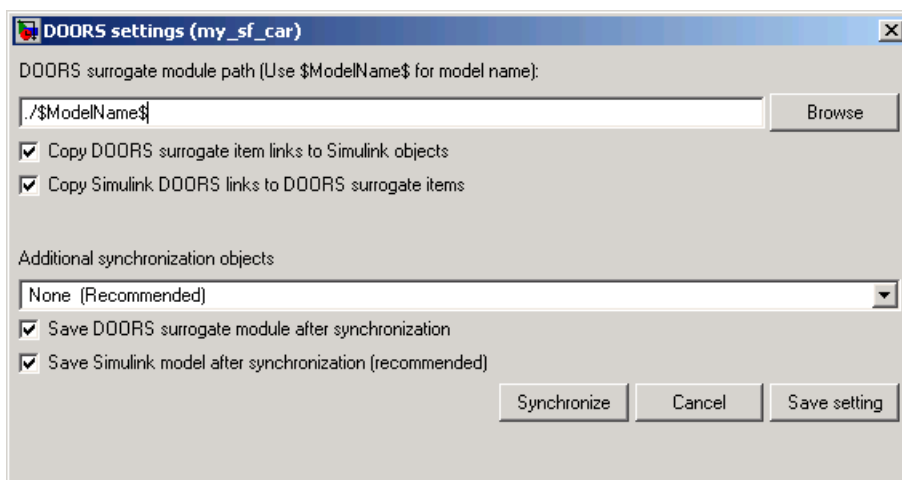 DOORS settings (my_sf_car)
DOORS surrogate module path (Use $ModelName$ for model name):
./$ModelName$
Browse
Copy DOORS surrogate item links to Simulink objects
Copy Simulink DOORS links to DOORS surrogate items
Additional synchronization objects
None (Recommended)
Save DOORS surrogate module after synchronization
Save Simulink model after synchronization (recommended)
Synchronize Cancel Save setting